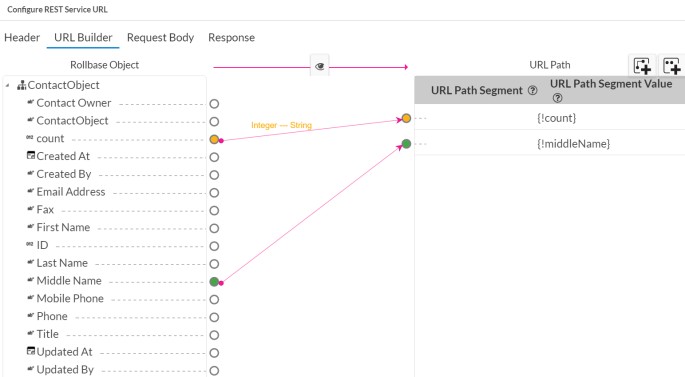 Configure REST Service URL
Header URL Builder Request Body Response
Rollbase Object URL Path
URL Path Segment URL Path Segment Value
ContactObject
Contact Owner
ContactObject
count
Integer — String
{!count}
Created At
{!middleName}
Created By
Email Address
Fax
First Name
ID
Last Name
Middle Name
Mobile Phone
Phone
Title
Updated At
Updated By